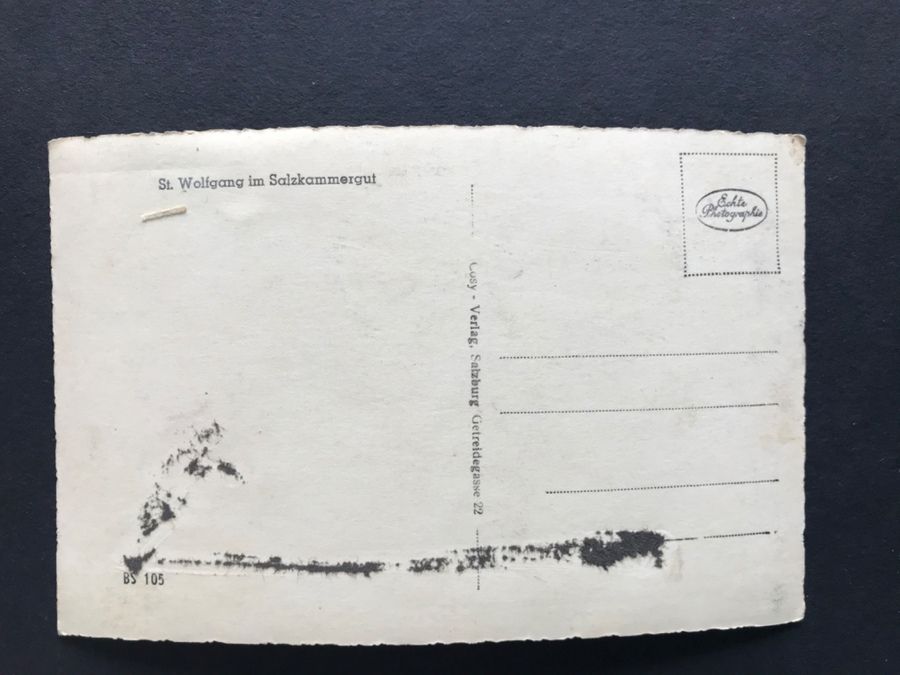 St. Wolfgang im Salzkammergut
Echte
Photographie
Cosy - Verlag, Salzburg Getreidegasse 22
BS 105